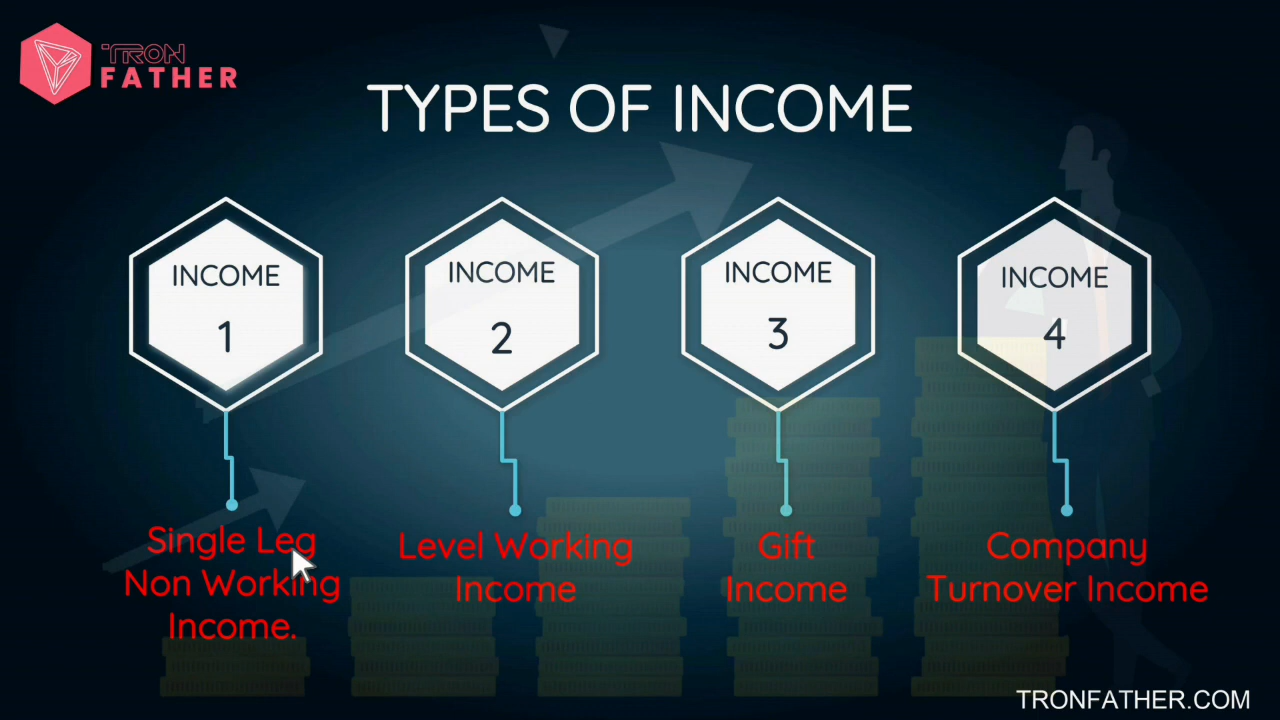 TRON
FATHER
TYPES OF INCOME
INCOME
1
INCOME
2
INCOME
3
INCOME
4
Single Leg
Non Working
Income.
Level Working
Income
Gift
Income
Company
Turnover Income
TRONFATHER.COM